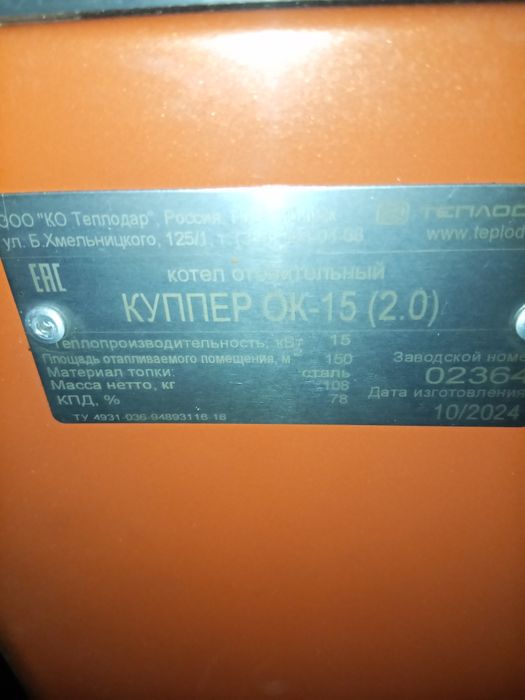 ООО "КО Теплодар", Россия,
ТЕПЛОД
ул. Б.Хмельницкого, 125/1, т.
www.teplod
EAC
котел отопительный
КУППЕР ОК-15 (2.0)
Теплопроизводительность, кВт 15
Площадь отапливаемого помещения, м 150
Материал топки: сталь
Масса нетто, кг 108
КПД, % 78
ТУ 4931-036-94893116-16
Заводской номе
02364
Дата изготовления
10/2024